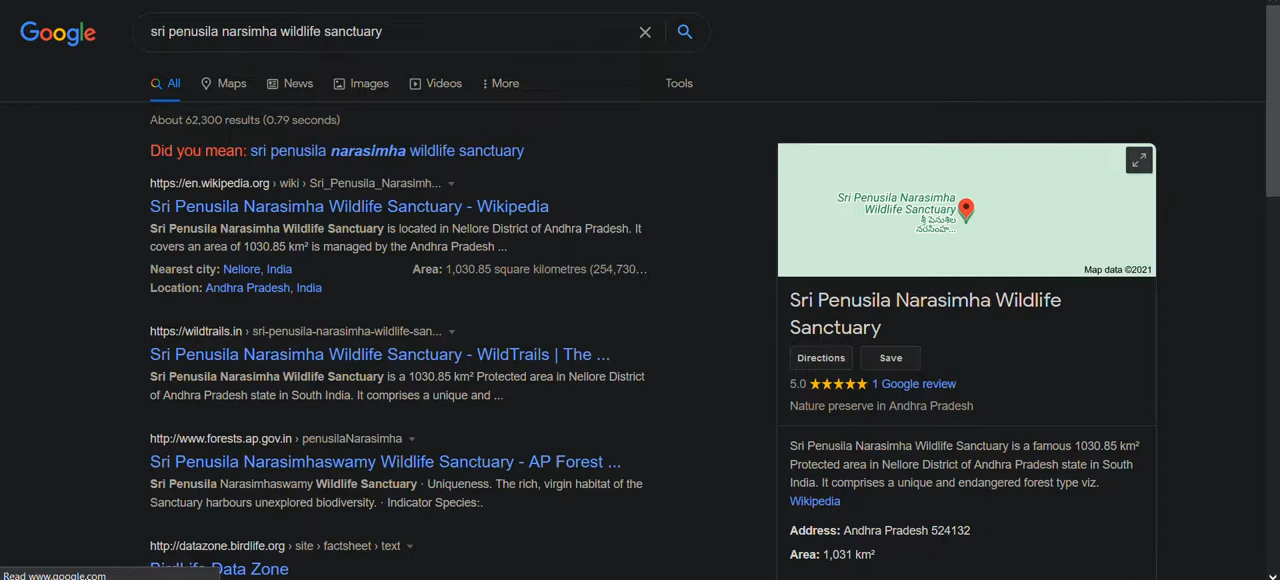 Google
sri penusila narsimha wildlife sanctuary
All
Maps
News
Images
Videos
More
Tools
About 62,300 results (0.79 seconds)
Did you mean: sri penusila narasimha wildlife sanctuary
https://en.wikipedia.org › wiki › Sri_Penusila_Narasimh...
Sri Penusila Narasimha Wildlife Sanctuary - Wikipedia
Sri Penusila Narasimha Wildlife Sanctuary is located in Nellore District of Andhra Pradesh. It
covers an area of 1030.85 km² is managed by the Andhra Pradesh ...
Nearest city: Nellore, India
Area: 1,030.85 square kilometres (254,730...
Location: Andhra Pradesh, India
https://wildtrails.in › sri-penusila-narasimha-wildlife-san...
Sri Penusila Narasimha Wildlife Sanctuary - WildTrails | The ...
Sri Penusila Narasimha Wildlife Sanctuary is a 1030.85 km² Protected area in Nellore District
of Andhra Pradesh state in South India. It comprises a unique and ...
http://www.forests.ap.gov.in › penusilaNarasimha
Sri Penusila Narasimhaswamy Wildlife Sanctuary - AP Forest ...
Sri Penusila Narasimhaswamy Wildlife Sanctuary · Uniqueness. The rich, virgin habitat of the
Sanctuary harbours unexplored biodiversity. · Indicator Species:.
http://datazone.birdlife.org › site › factsheet › text
BirdLife Data Zone
Read www.google.com
Sri Penusila Narasimha
Wildlife Sanctuary
శ్రీ పెనుశిల
నరసింహ...
Map data ©2021
Sri Penusila Narasimha Wildlife
Sanctuary
Directions
Save
5.0 ★★★★★ 1 Google review
Nature preserve in Andhra Pradesh
Sri Penusila Narasimha Wildlife Sanctuary is a famous 1030.85 km²
Protected area in Nellore District of Andhra Pradesh state in South
India. It comprises a unique and endangered forest type viz.
Wikipedia
Address: Andhra Pradesh 524132
Area: 1,031 km²